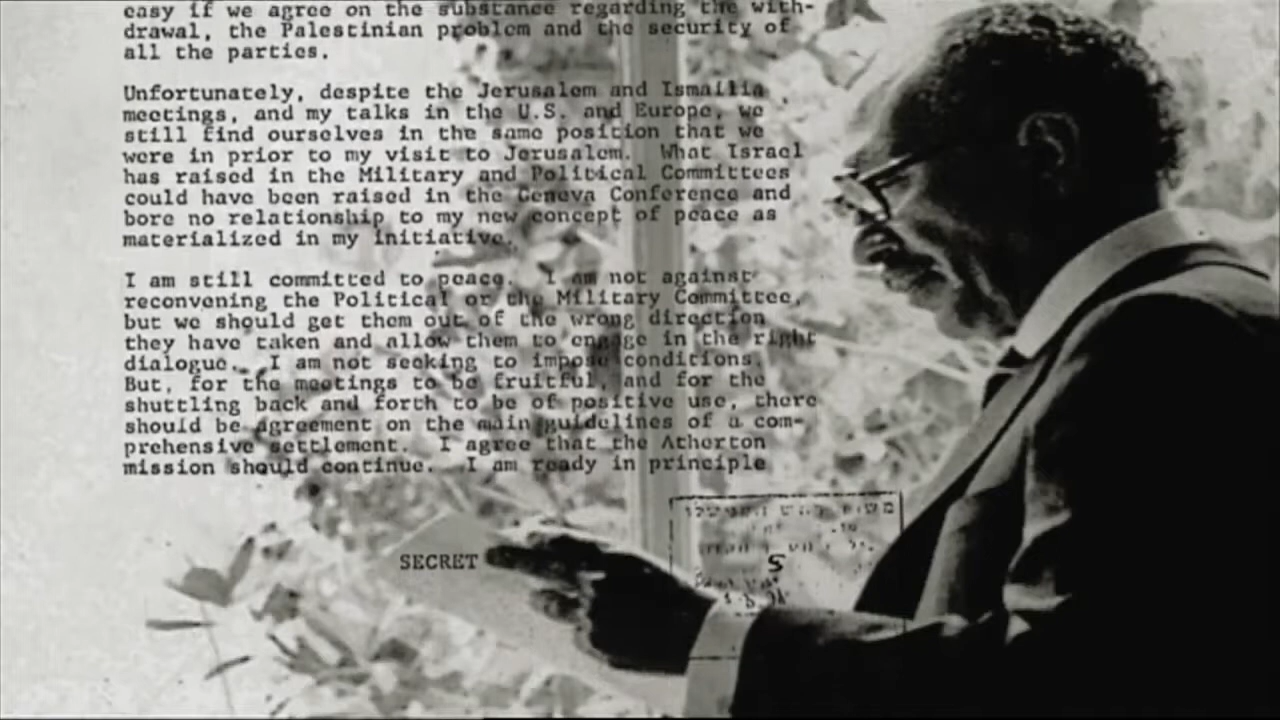 easy if we agree on the substance regarding the with-
drawal, the Palestinian problem and the security of
all the parties.
Unfortunately, despite the Jerusalem and Ismailia
meetings, and my talks in the U.S. and Europe, we
still find ourselves in the same position that we
were in prior to my visit to Jerusalem. What Israel
has raised in the Military and Political Committees
could have been raised in the Geneva Conference and
bore no relationship to my new concept of peace as
materialized in my initiative.
I am still committed to peace. I am not against
reconvening the Political or the Military Committee,
but we should get them out of the wrong direction
they have taken and allow them to engage in the right
dialogue. I am not seeking to impose conditions.
But, for the meetings to be fruitful, and for the
shuttling back and forth to be of positive use, there
should be agreement on the main guidelines of a com-
prehensive settlement. I agree that the Atherton
mission should continue. I am ready in principle
SECRET
5